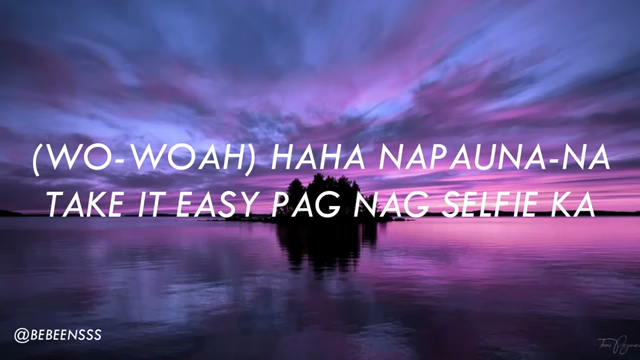 (WO-WOAH) HAHA NAPAUNA-NA
TAKE IT EASY PAG NAG SELFIE KA
@BEBEENSSS